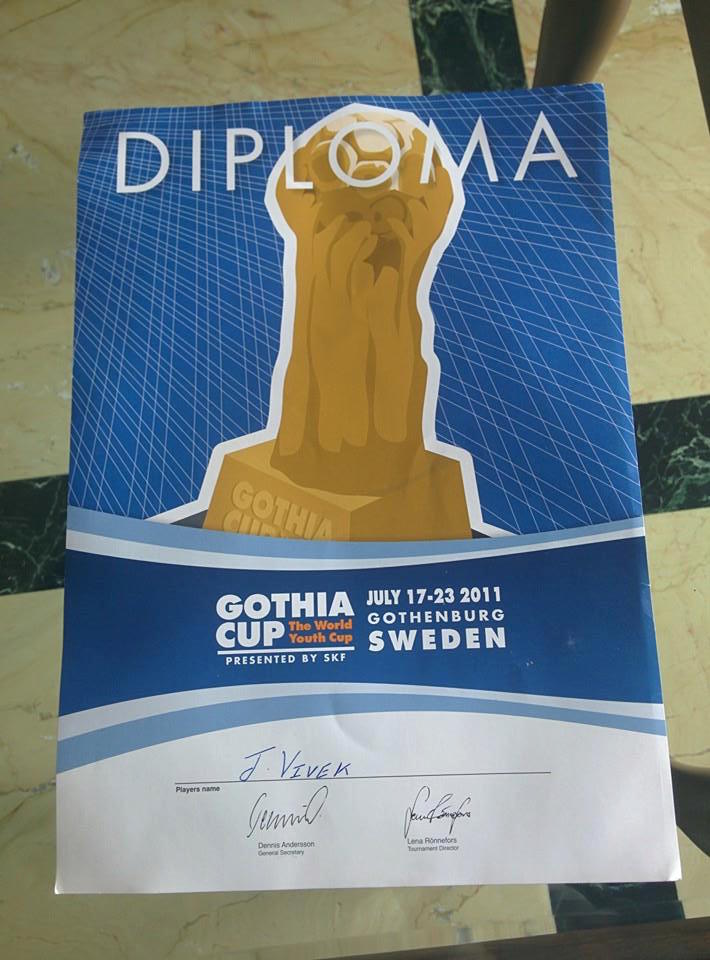 DIPLOMA
GOTHIA
CUP
GOTHIA
CUP The World
Youth Cup
PRESENTED BY SKF
JULY 17-23 2011
GOTHENBURG
SWEDEN
J. VIVEK
Players name
Dennis Andersson
General Secretary
Lena Rönnefors
Tournament Director